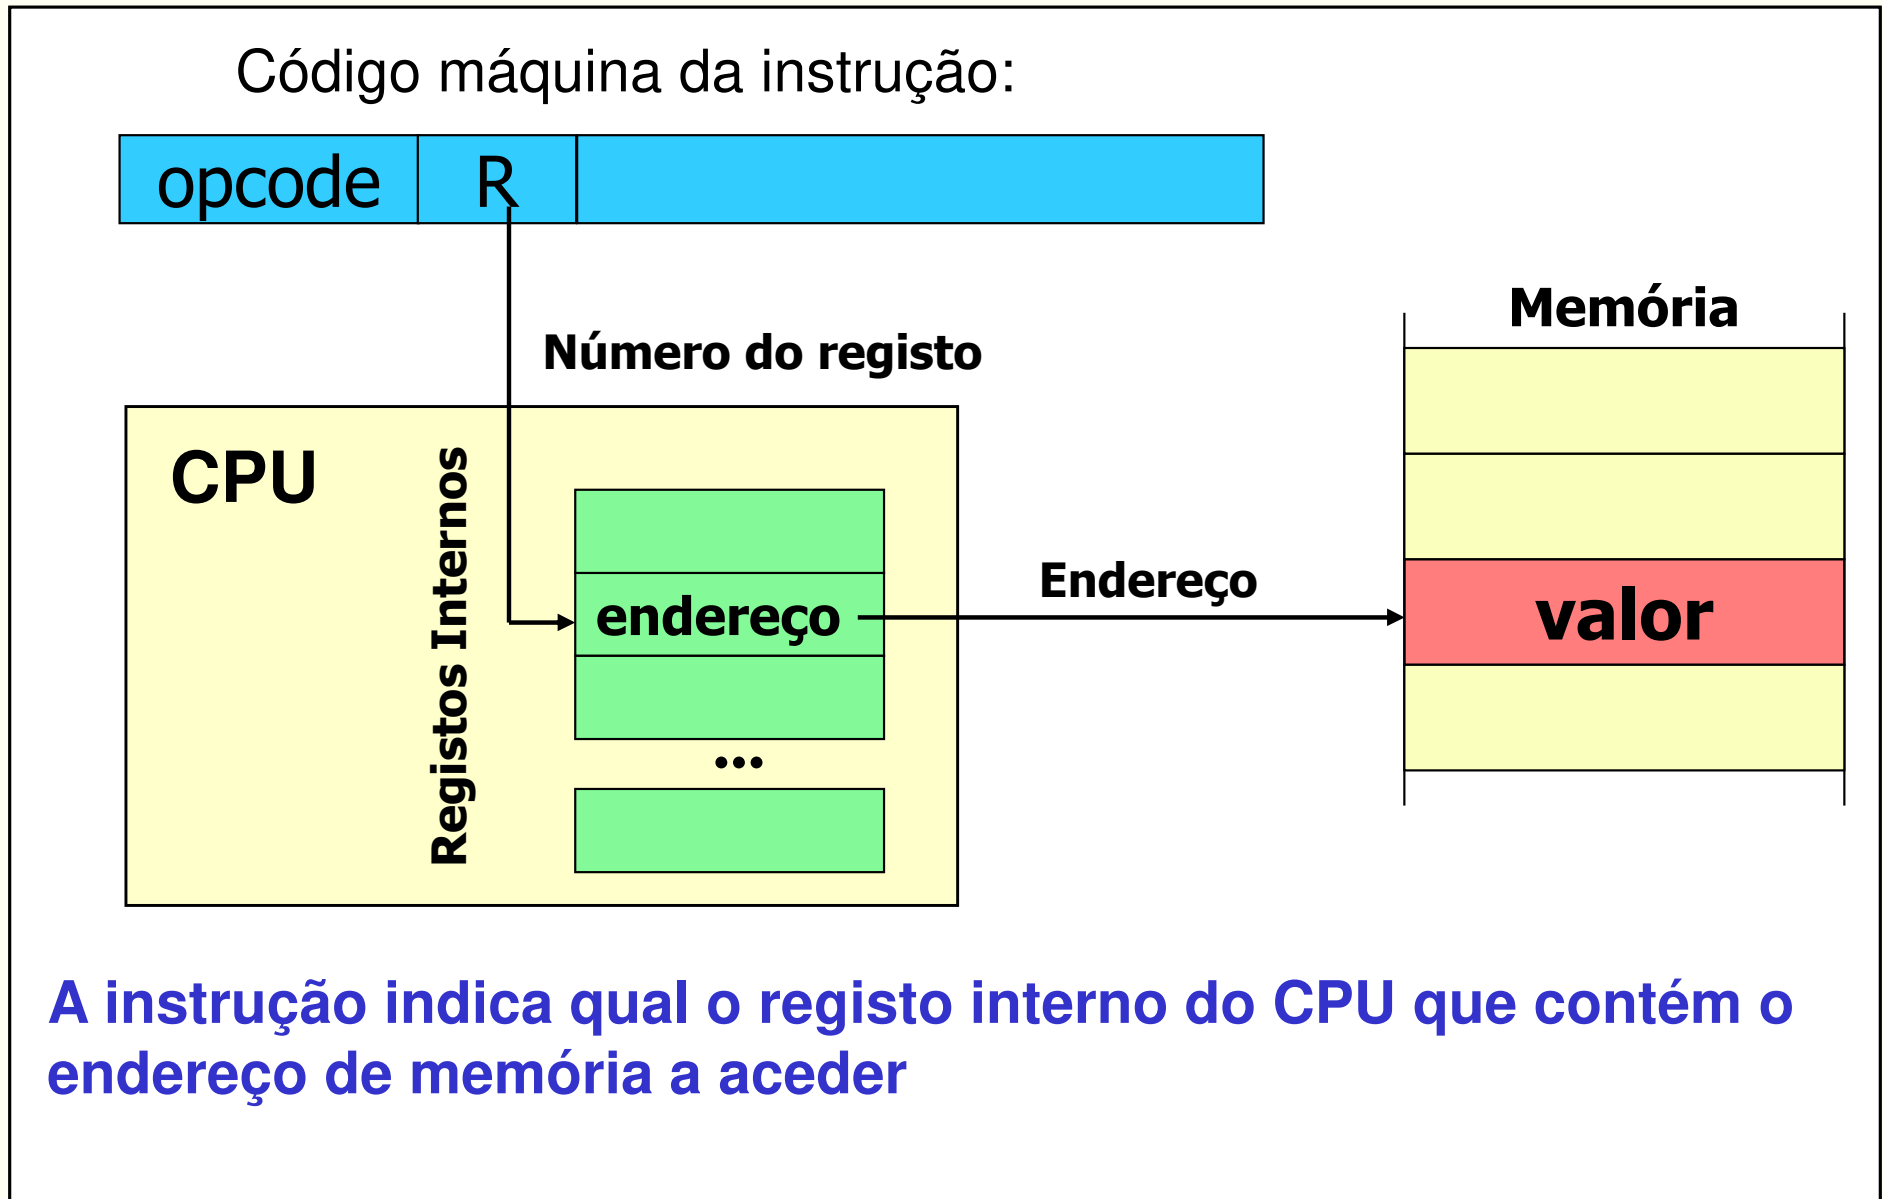 Código máquina da instrução:
opcode R
Número do registo
Memória
CPU
Registos Internos
endereço
Endereço
valor
...
A instrução indica qual o registo interno do CPU que contém o
endereço de memória a aceder